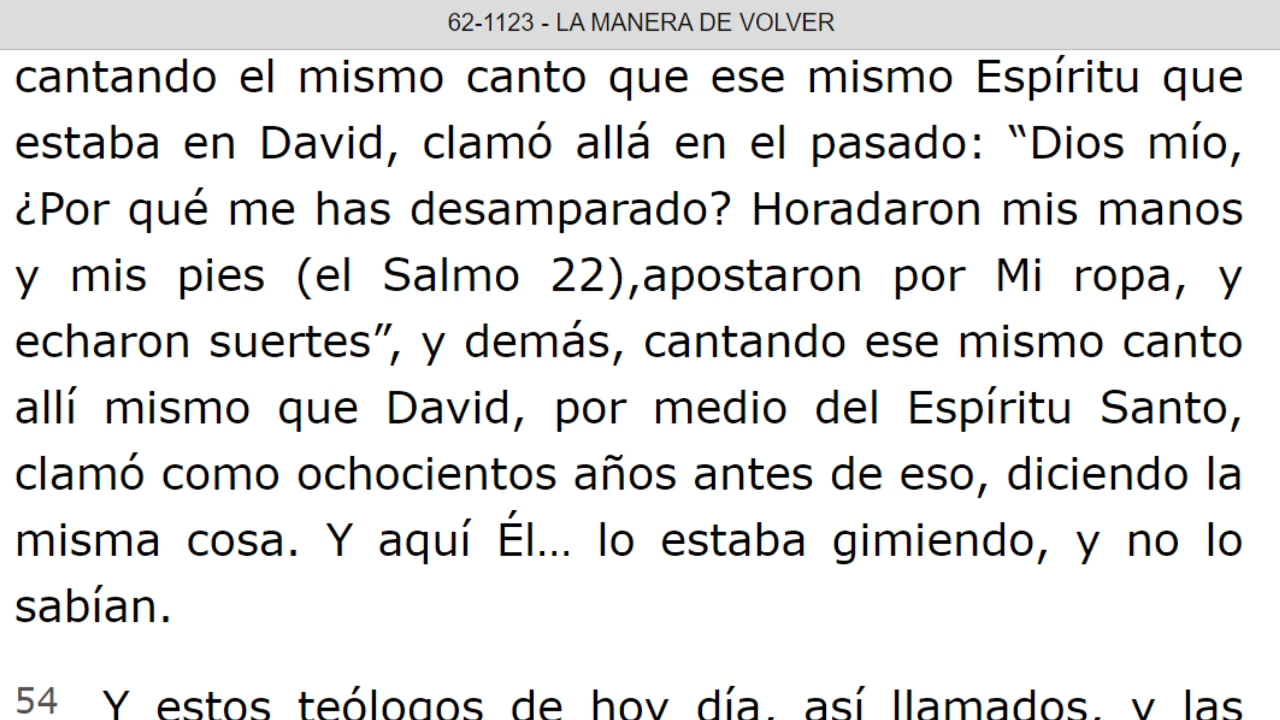 62-1123 - LA MANERA DE VOLVER
cantando el mismo canto que ese mismo Espíritu que
estaba en David, clamó allá en el pasado: “Dios mío,
¿Por qué me has desamparado? Horadaron mis manos
y mis pies (el Salmo 22),apostaron por Mi ropa, y
echaron suertes”, y demás, cantando ese mismo canto
allí mismo que David, por medio del Espíritu Santo,
clamó como ochocientos años antes de eso, diciendo la
misma cosa. Y aquí Él... lo estaba gimiendo, y no lo
sabían.
54 Y estos teólogos de hoy día, así llamados, y las